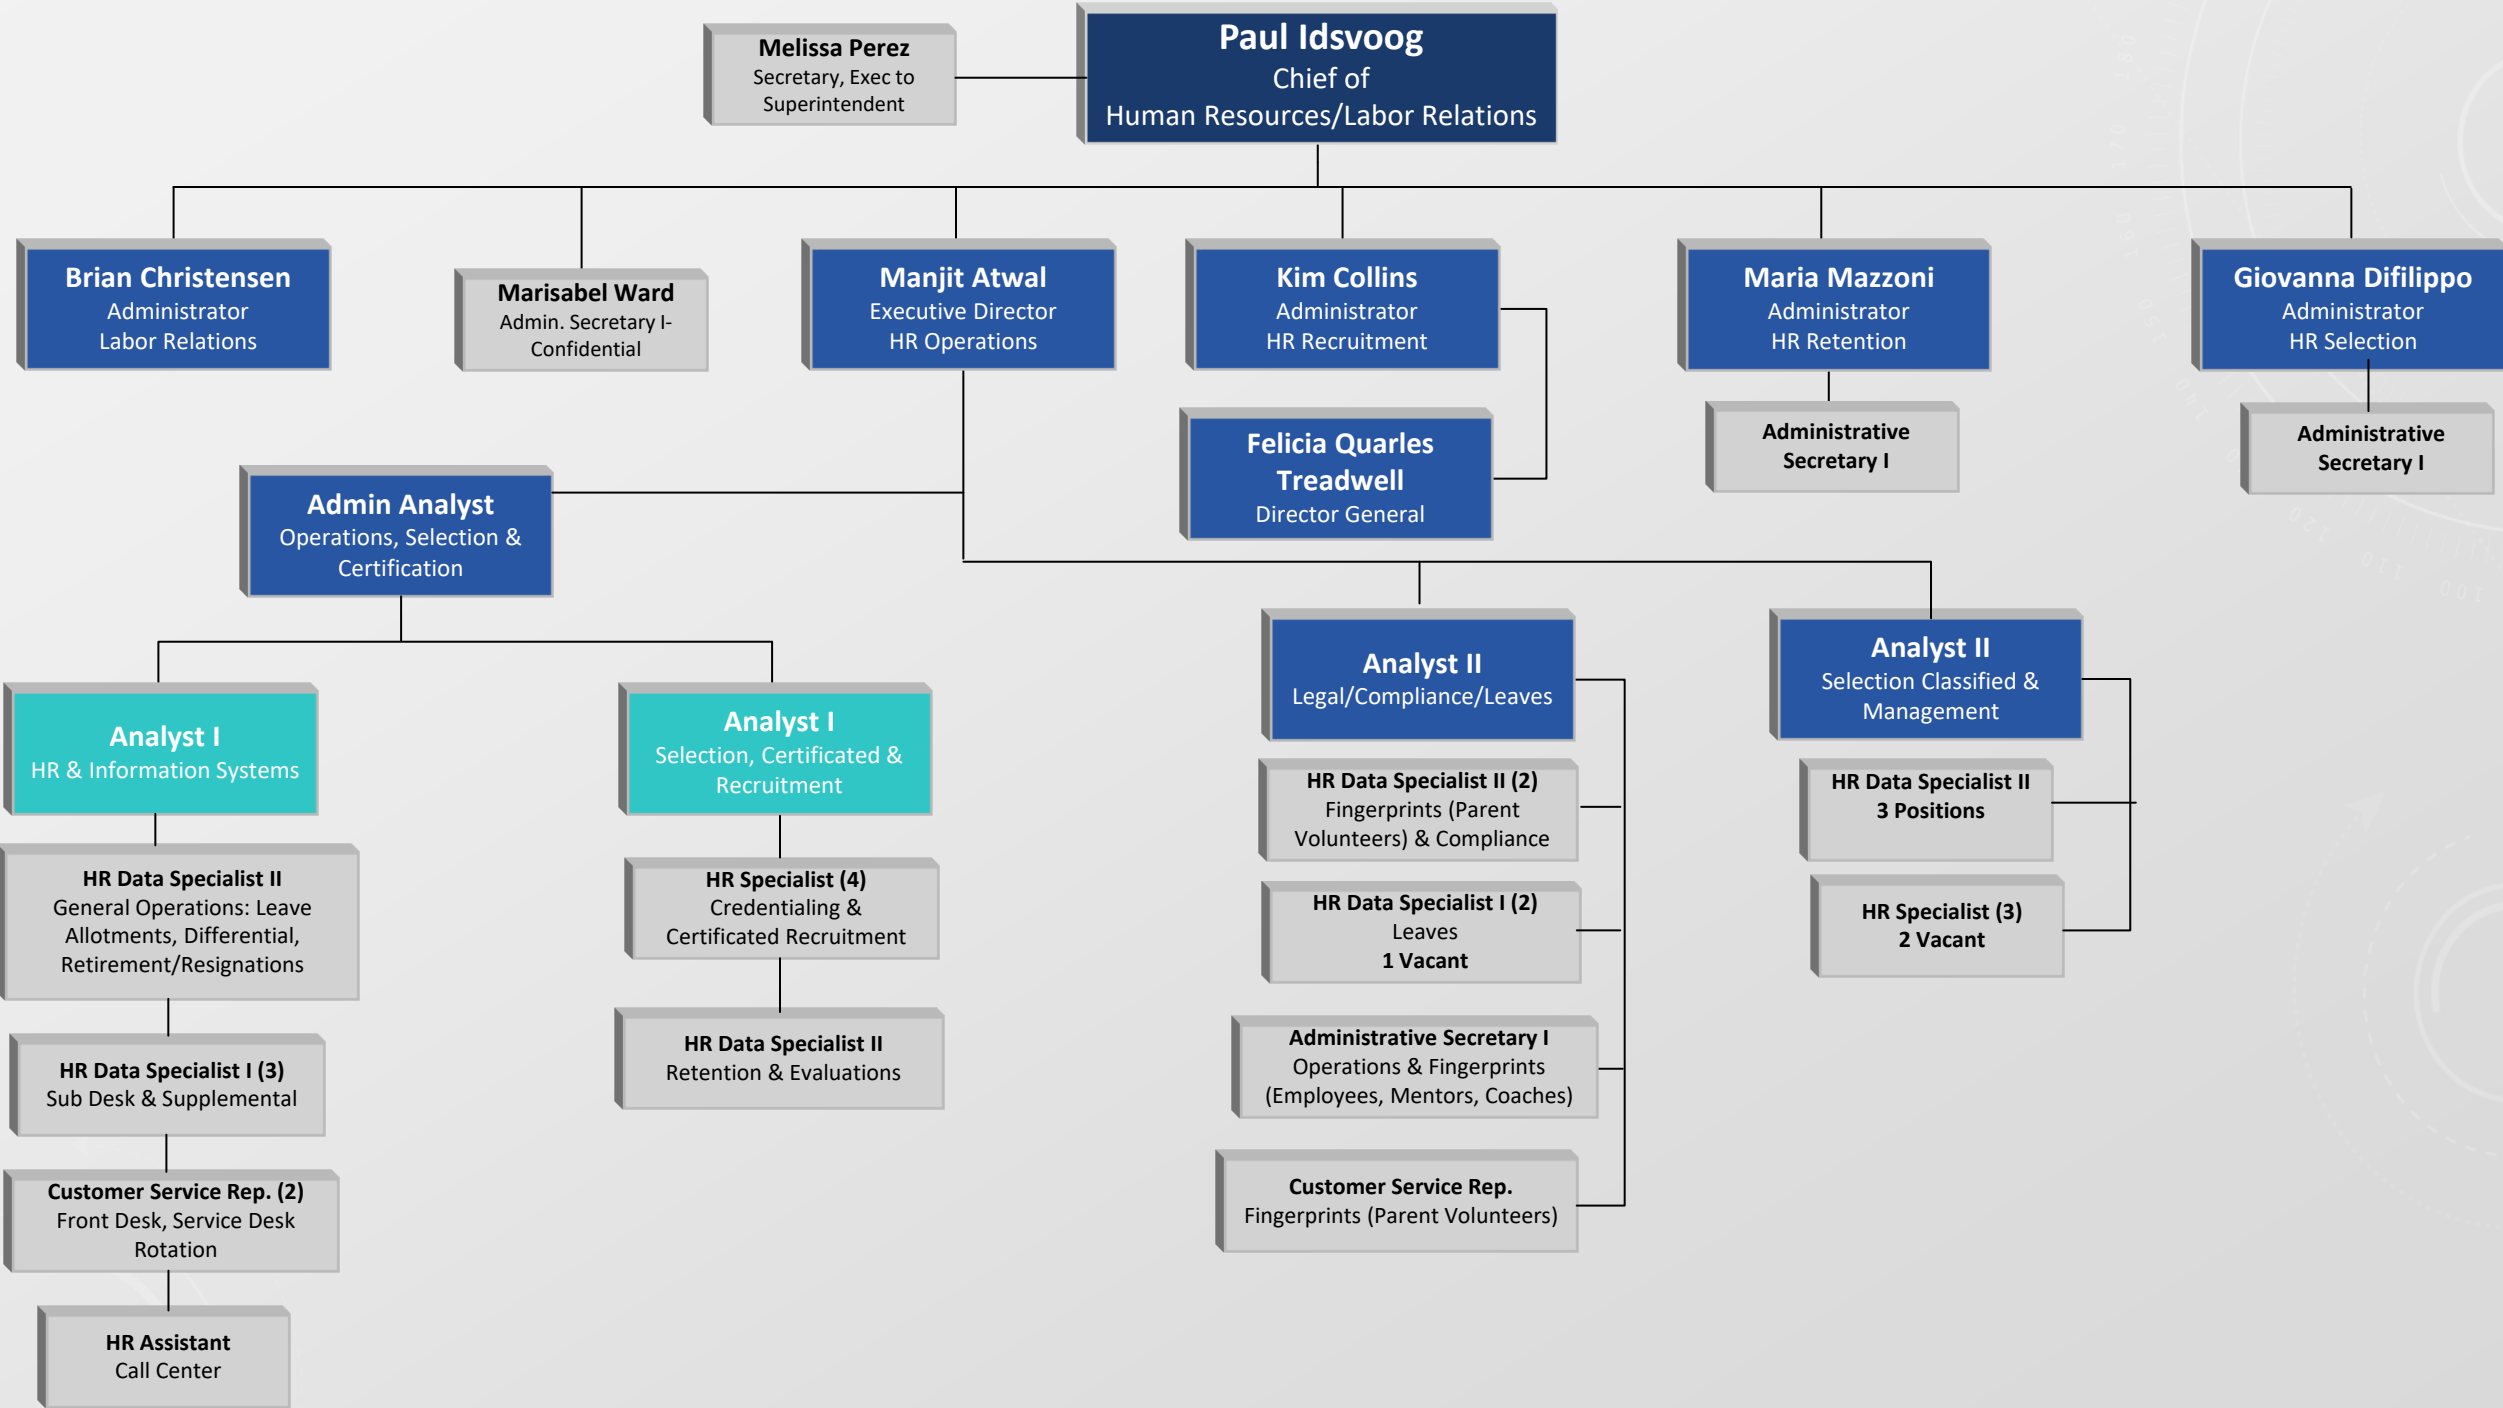 Melissa Perez
Secretary, Exec to
Superintendent
Paul Idsvoog
Chief of
Human Resources/Labor Relations
Brian Christensen
Administrator
Labor Relations
Marisabel Ward
Admin. Secretary I-
Confidential
Manjit Atwal
Executive Director
HR Operations
Kim Collins
Administrator
HR Recruitment
Maria Mazzoni
Administrator
HR Retention
Giovanna Difilippo
Administrator
HR Selection
Felicia Quarles
Treadwell
Director General
Administrative
Secretary I
Administrative
Secretary I
Admin Analyst
Operations, Selection &
Certification
Analyst I
HR & Information Systems
Analyst I
Selection, Certificated &
Recruitment
Analyst II
Legal/Compliance/Leaves
Analyst II
Selection Classified &
Management
HR Data Specialist II
General Operations: Leave
Allotments, Differential,
Retirement/Resignations
HR Data Specialist I (3)
Sub Desk & Supplemental
Customer Service Rep. (2)
Front Desk, Service Desk
Rotation
HR Assistant
Call Center
HR Specialist (4)
Credentialing &
Certificated Recruitment
HR Data Specialist II
Retention & Evaluations
HR Data Specialist II (2)
Fingerprints (Parent
Volunteers) & Compliance
HR Data Specialist I (2)
Leaves
1 Vacant
Administrative Secretary I
Operations & Fingerprints
(Employees, Mentors, Coaches)
Customer Service Rep.
Fingerprints (Parent Volunteers)
HR Data Specialist II
3 Positions
HR Specialist (3)
2 Vacant